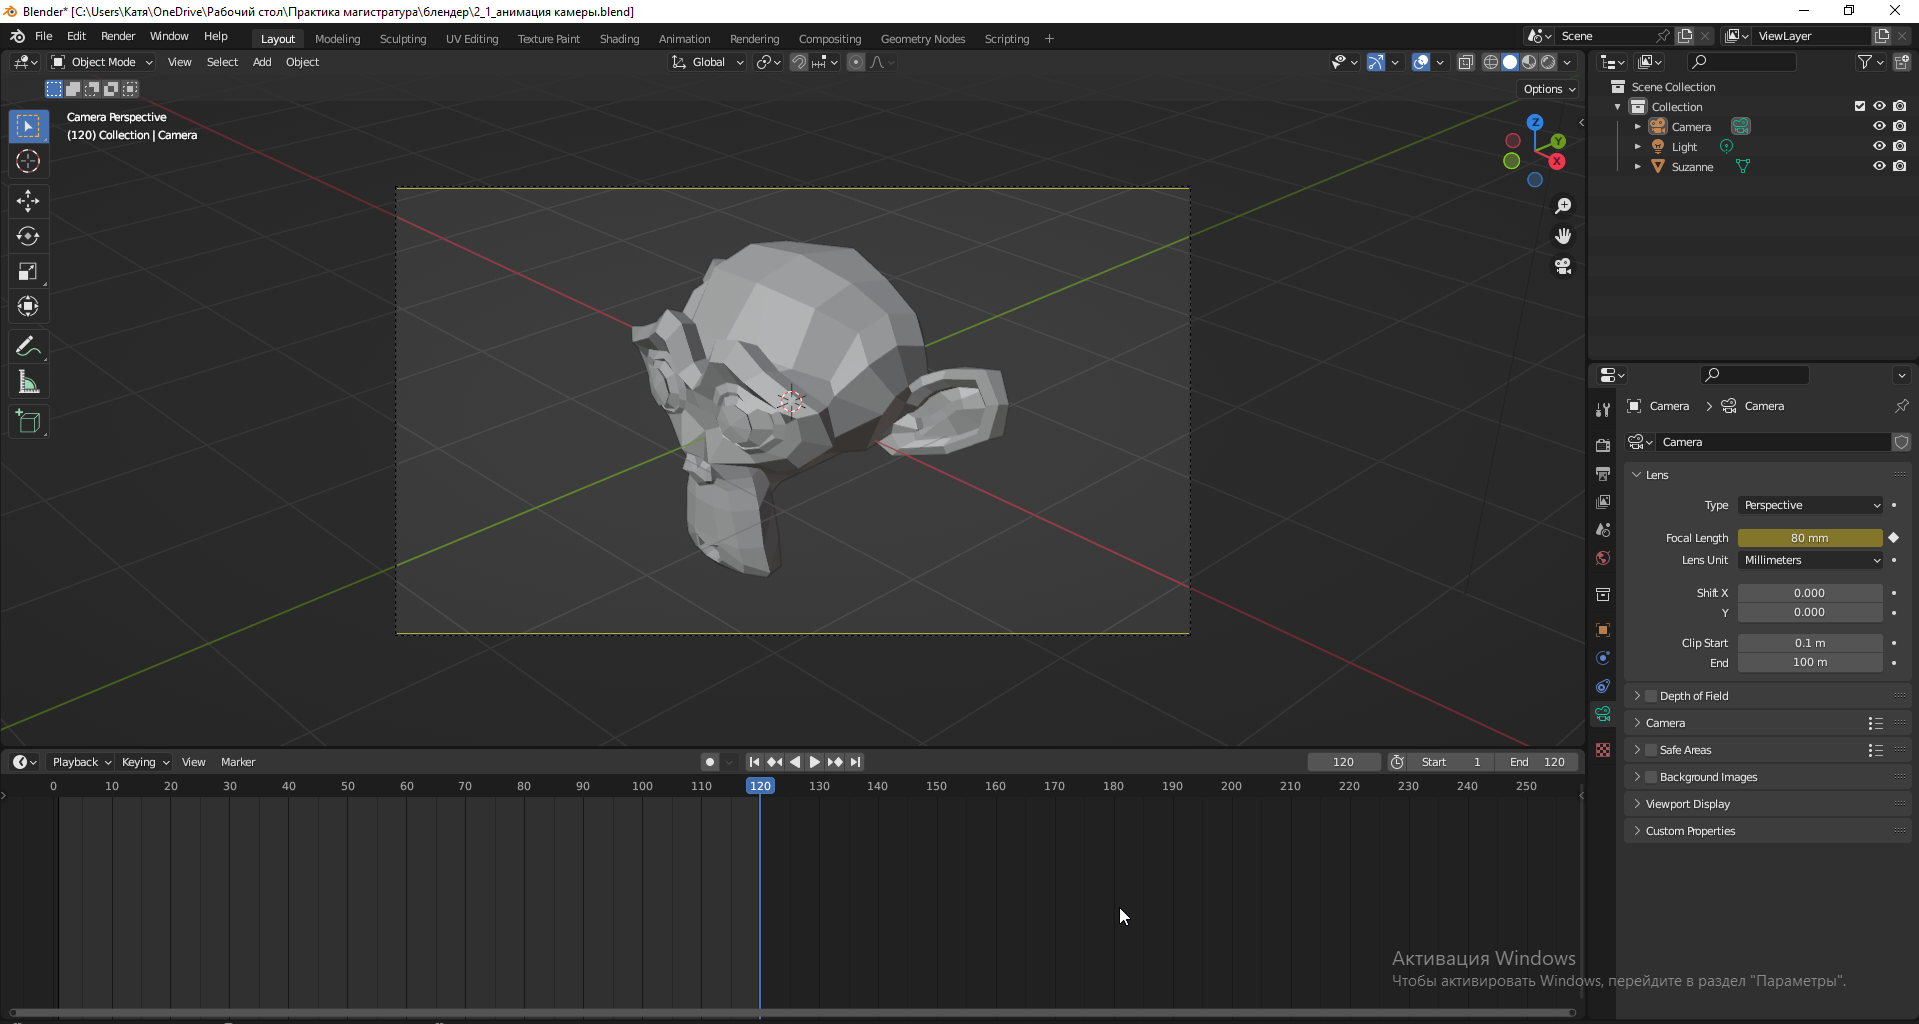 Blender* [C:\Users\Катя\OneDrive\Рабочий стол\Практика магистратура\блендер\2_1_анимация камеры.blend]
File Edit Render Window Help Layout Modeling Sculpting UV Editing Texture Paint Shading Animation Rendering Compositing Geometry Nodes Scripting + Scene ViewLayer
Object Mode View Select Add Object Global
Options
Camera Perspective
(120) Collection | Camera
Z
Y
X
Scene Collection
Collection
Camera
Light
Suzanne
Camera > Camera
Camera
Lens
Type Perspective
Focal Length 80 mm
Lens Unit Millimeters
Shift X 0.000
Y 0.000
Clip Start 0.1 m
End 100 m
Depth of Field
Camera
Safe Areas
Background Images
Viewport Display
Custom Properties
Playback Keying View Marker 120 Start 1 End 120
0 10 20 30 40 50 60 70 80 90 100 110 120 130 140 150 160 170 180 190 200 210 220 230 240 250
Активация Windows
Чтобы активировать Windows, перейдите в раздел "Параметры".